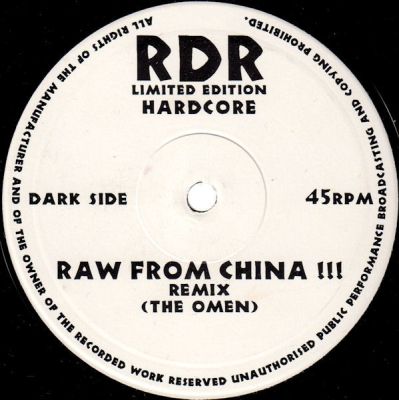 RDR
LIMITED EDITION
HARDCORE
DARK SIDE
45RPM
RAW FROM CHINA !!!
REMIX
(THE OMEN)
ALL RIGHTS OF THE MANUFACTURER AND OF THE OWNER OF THE RECORDED WORK RESERVED UNAUTHORISED PUBLIC PERFORMANCE BROADCASTING AND COPYING PROHIBITED.